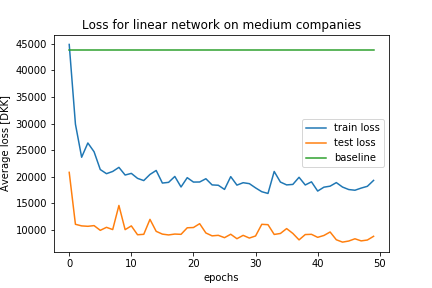 Loss for linear network on medium companies
45000
40000
35000
30000
25000
20000
15000
10000
Average loss [DKK]
train loss
test loss
baseline
0 10 20 30 40 50
epochs